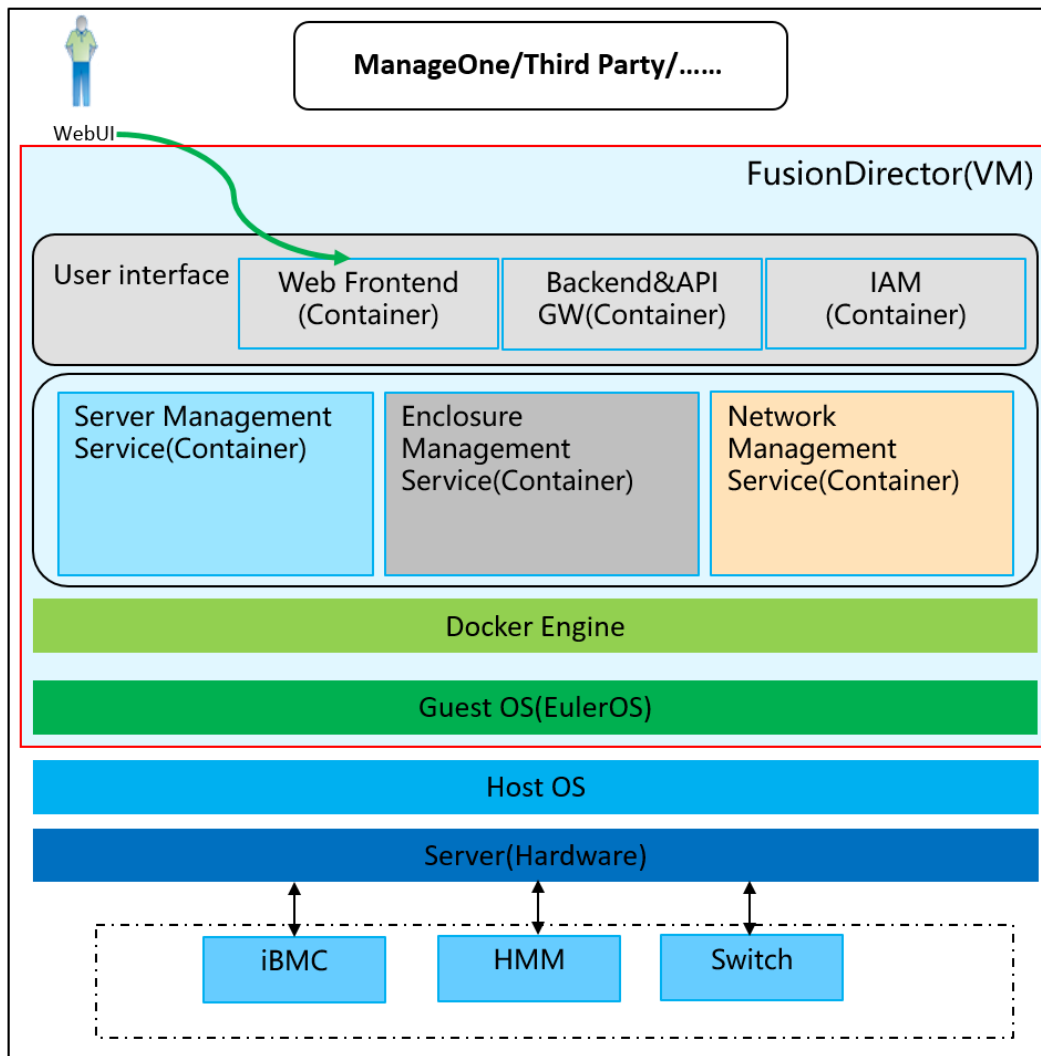 ManageOne/Third Party/……
WebUI
FusionDirector(VM)
User interface
Web Frontend
(Container)
Backend&API
GW(Container)
IAM
(Container)
Server Management
Service(Container)
Enclosure
Management
Service(Container)
Network
Management
Service(Container)
Docker Engine
Guest OS(EulerOS)
Host OS
Server(Hardware)
iBMC
HMM
Switch